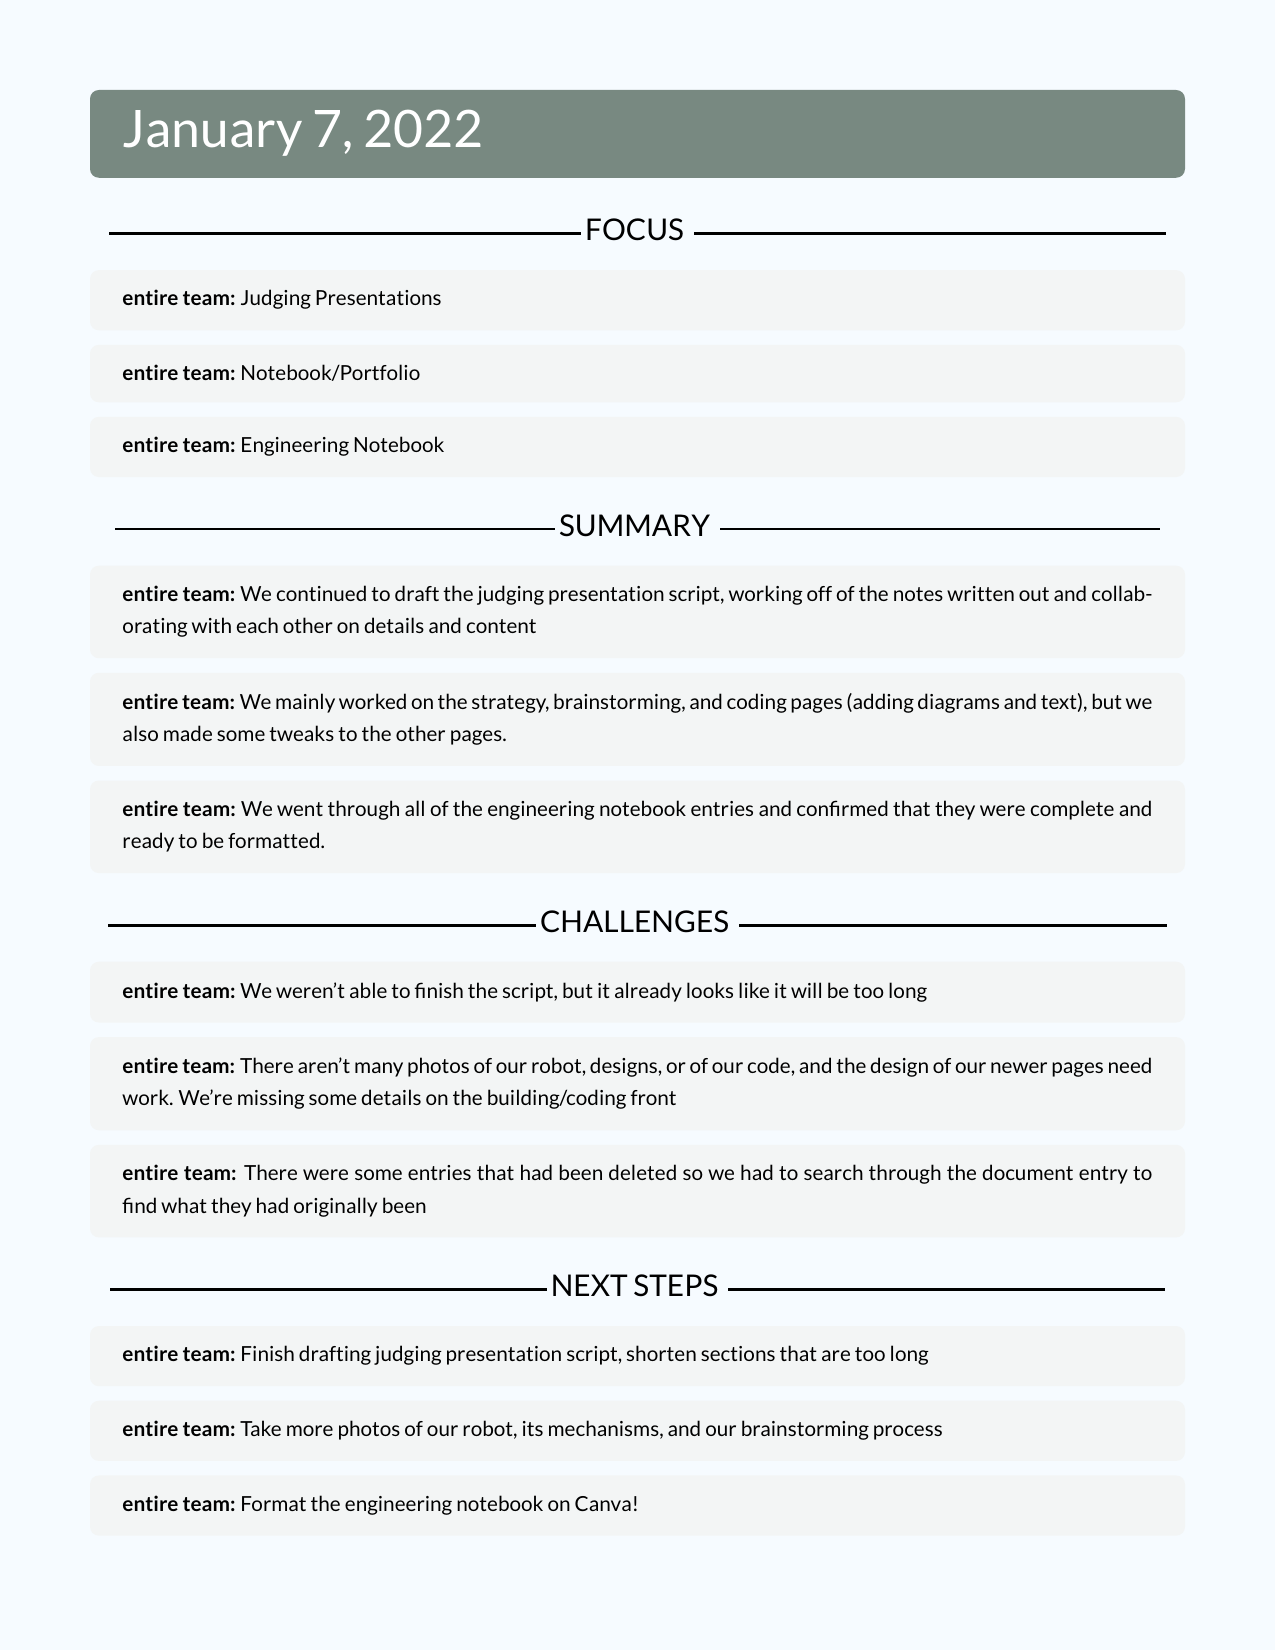 January 7, 2022
FOCUS
entire team: Judging Presentations
entire team: Notebook/Portfolio
entire team: Engineering Notebook
SUMMARY
entire team: We continued to draft the judging presentation script, working off of the notes written out and collab-
orating with each other on details and content
entire team: We mainly worked on the strategy, brainstorming, and coding pages (adding diagrams and text), but we
also made some tweaks to the other pages.
entire team: We went through all of the engineering notebook entries and confirmed that they were complete and
ready to be formatted.
CHALLENGES
entire team: We weren’t able to finish the script, but it already looks like it will be too long
entire team: There aren’t many photos of our robot, designs, or of our code, and the design of our newer pages need
work. We’re missing some details on the building/coding front
entire team: There were some entries that had been deleted so we had to search through the document entry to
find what they had originally been
NEXT STEPS
entire team: Finish drafting judging presentation script, shorten sections that are too long
entire team: Take more photos of our robot, its mechanisms, and our brainstorming process
entire team: Format the engineering notebook on Canva!